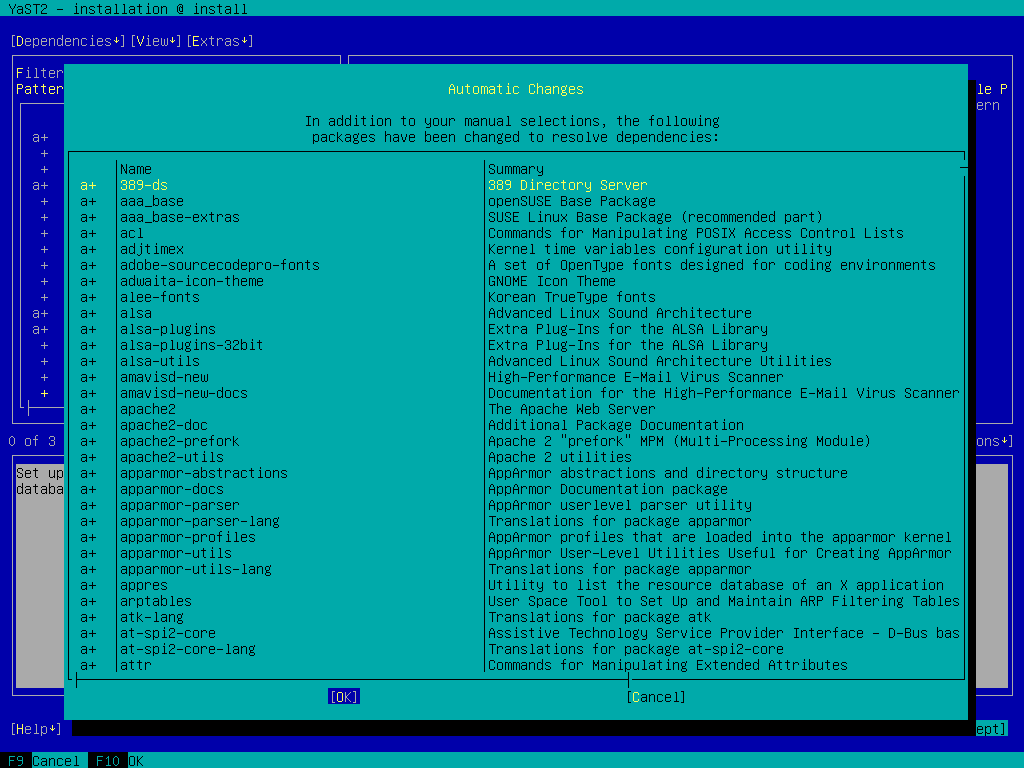 YaST2 - installation @ install
[Dependencies↓][View↓][Extras↓]
Filter
Patter
le P
ern
Automatic Changes
In addition to your manual selections, the following
packages have been changed to resolve dependencies:
Name Summary
a+ 389-ds 389 Directory Server
a+ aaa_base openSUSE Base Package
a+ aaa_base-extras SUSE Linux Base Package (recommended part)
a+ acl Commands for Manipulating POSIX Access Control Lists
a+ adjtimex Kernel time variables configuration utility
a+ adobe-sourcecodepro-fonts A set of OpenType fonts designed for coding environments
a+ adwaita-icon-theme GNOME Icon Theme
a+ alee-fonts Korean TrueType fonts
a+ alsa Advanced Linux Sound Architecture
a+ alsa-plugins Extra Plug-Ins for the ALSA Library
a+ alsa-plugins-32bit Extra Plug-Ins for the ALSA Library
a+ alsa-utils Advanced Linux Sound Architecture Utilities
a+ amavisd-new High-Performance E-Mail Virus Scanner
a+ amavisd-new-docs Documentation for the High-Performance E-Mail Virus Scanner
a+ apache2 The Apache Web Server
a+ apache2-doc Additional Package Documentation
a+ apache2-prefork Apache 2 "prefork" MPM (Multi-Processing Module)
a+ apache2-utils Apache 2 utilities
a+ apparmor-abstractions AppArmor abstractions and directory structure
a+ apparmor-docs AppArmor Documentation package
a+ apparmor-parser AppArmor userlevel parser utility
a+ apparmor-parser-lang Translations for package apparmor
a+ apparmor-profiles AppArmor profiles that are loaded into the apparmor kernel
a+ apparmor-utils AppArmor User-Level Utilities Useful for Creating AppArmor
a+ apparmor-utils-lang Translations for package apparmor
a+ appres Utility to list the resource database of an X application
a+ arptables User Space Tool to Set Up and Maintain ARP Filtering Tables
a+ atk-lang Translations for package atk
a+ at-spi2-core Assistive Technology Service Provider Interface - D-Bus bas
a+ at-spi2-core-lang Translations for package at-spi2-core
a+ attr Commands for Manipulating Extended Attributes
[OK] [Cancel]
a+
+
+
a+
+
+
+
+
+
+
+
a+
a+
+
+
+
+
0 of 3
ons↓]
Set up
databa
[Help↓]
ept]
F9 Cancel F10 OK